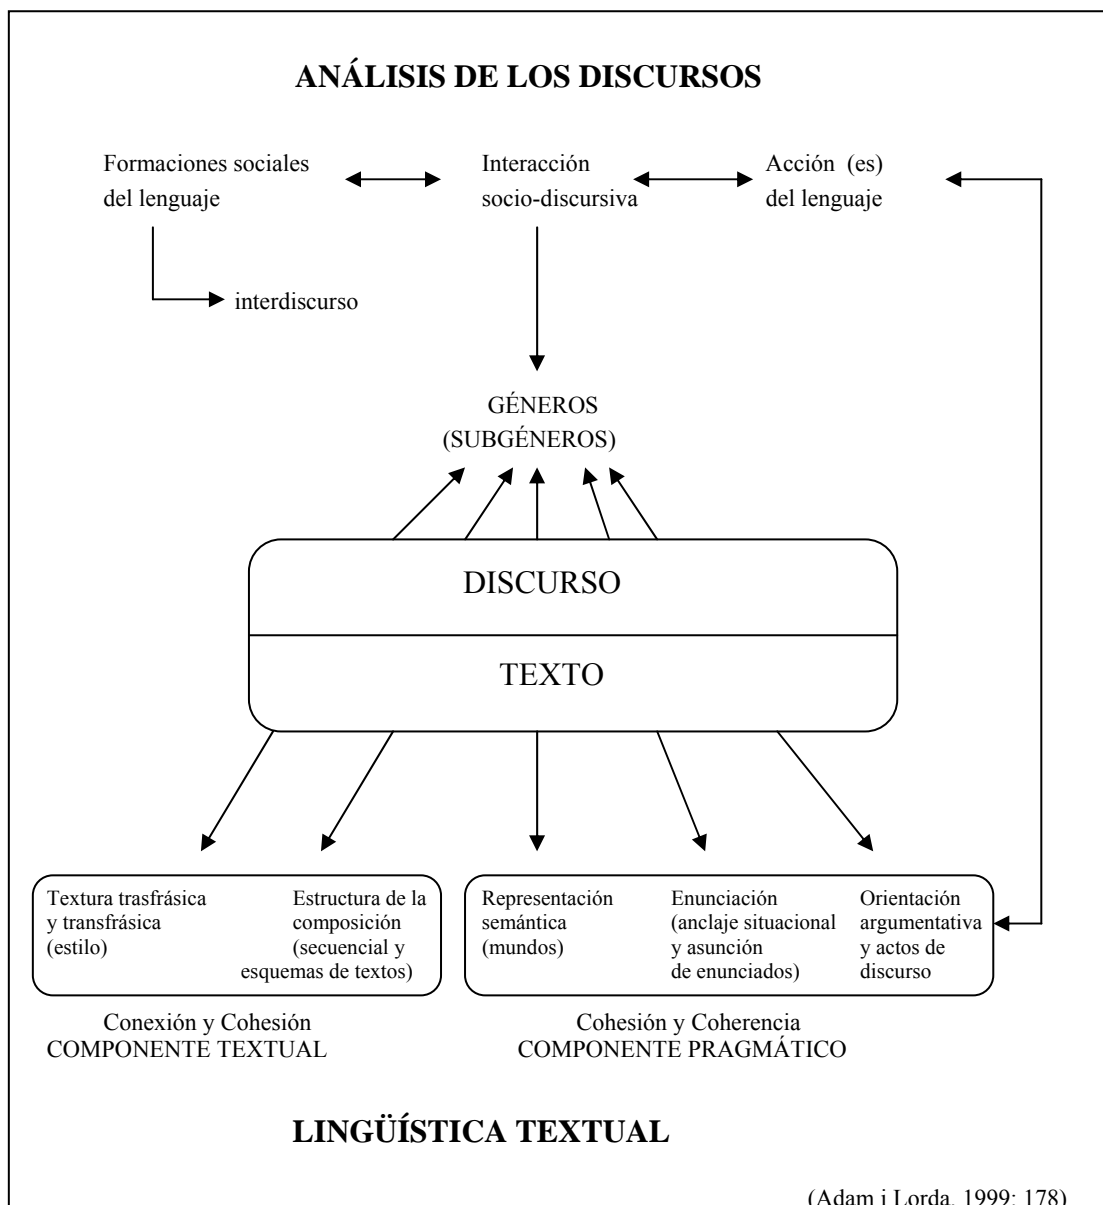 ANÁLISIS DE LOS DISCURSOS
Formaciones sociales
del lenguaje
Interacción
socio-discursiva
Acción (es)
del lenguaje
interdiscurso
GÉNEROS
(SUBGÉNEROS)
DISCURSO
TEXTO
Textura trasfrásica
y transfrásica
(estilo)
Estructura de la
composición
(secuencial y
esquemas de textos)
Representación
semántica
(mundos)
Enunciación
(anclaje situacional
y asunción
de enunciados)
Orientación
argumentativa
y actos de
discurso
Conexión y Cohesión
COMPONENTE TEXTUAL
Cohesión y Coherencia
COMPONENTE PRAGMÁTICO
LINGÜÍSTICA TEXTUAL
(Adam i Lorda, 1999: 178)